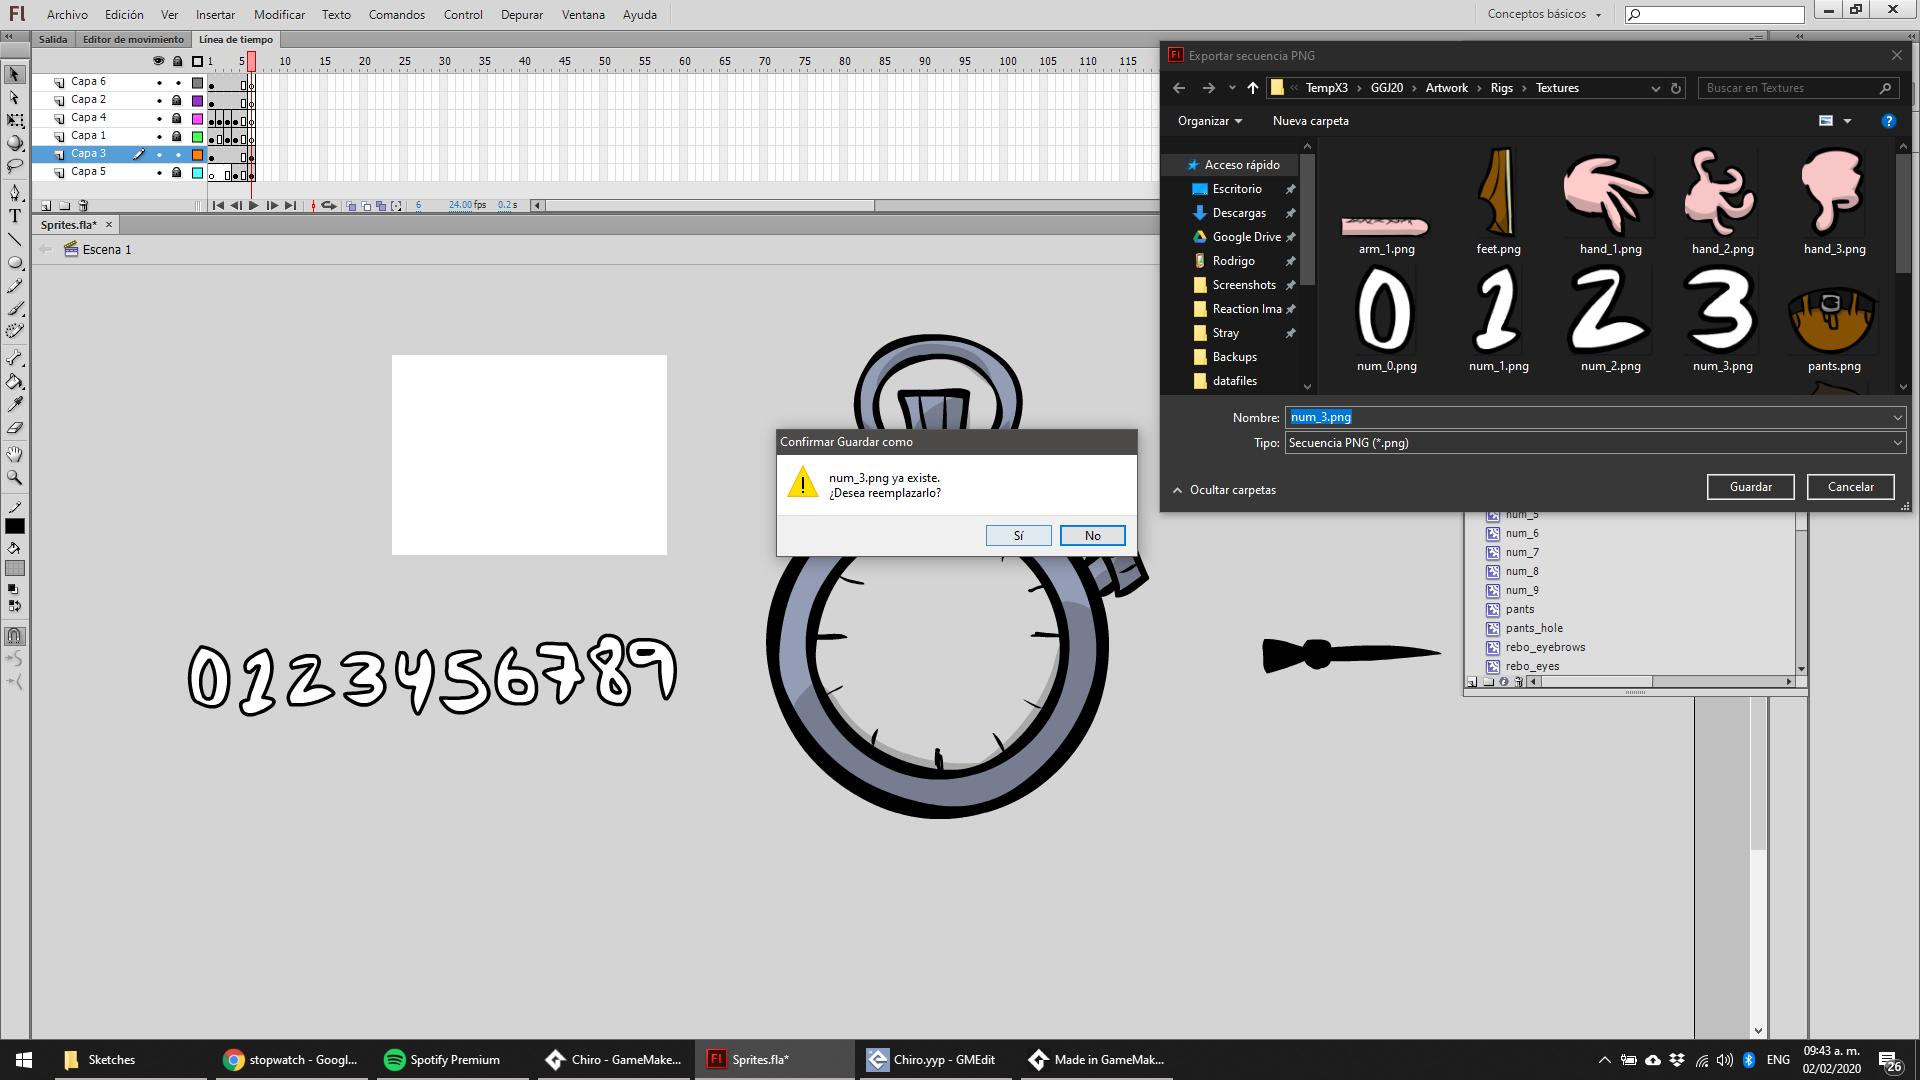 Fl Archivo Edición Ver Insertar Modificar Texto Comandos Control Depurar Ventana Ayuda Conceptos básicos
Salida Editor de movimiento Línea de tiempo
1 5 10 15 20 25 30 35 40 45 50 55 60 65 70 75 80 85 90 95 100 105 110 115
Capa 6
Capa 2
Capa 4
Capa 1
Capa 3
Capa 5
6 24.00 fps 0.2 s
Sprites.fla*
Escena 1
0123456789
Fl Exportar secuencia PNG
TempX3 GGJ20 Artwork Rigs Textures Buscar en Textures
Organizar Nueva carpeta
Acceso rápido
Escritorio
Descargas
Google Drive
Rodrigo
Screenshots
Reaction Ima
Stray
Backups
datafiles
arm_1.png feet.png hand_1.png hand_2.png hand_3.png
0 1 2 3
num_0.png num_1.png num_2.png num_3.png pants.png
Nombre: num_3.png
Tipo: Secuencia PNG (*.png)
Ocultar carpetas Guardar Cancelar
Confirmar Guardar como
num_3.png ya existe.
¿Desea reemplazarlo?
Sí No
num_5
num_6
num_7
num_8
num_9
pants
pants_hole
rebo_eyebrows
rebo_eyes
Sketches stopwatch - Googl... Spotify Premium Chiro - GameMake... Fl Sprites.fla* Chiro.yyp - GMEdit Made in GameMak... ENG 09:43 a. m.
02/02/2020 26